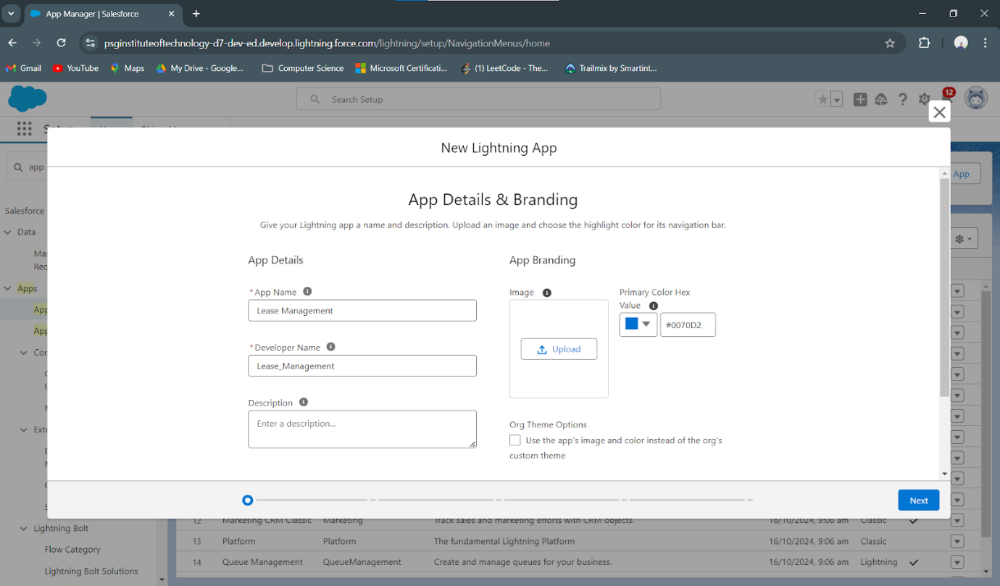 App Manager | Salesforce
psginstituteoftechnology-d7-dev-ed.develop.lightning.force.com/lightning/setup/NavigationMenus/home
Gmail YouTube Maps My Drive - Google... Computer Science Microsoft Certificati... (1) LeetCode - The... Trailmix by Smartint...
Search Setup
12
New Lightning App
app
App
App Details & Branding
Give your Lightning app a name and description. Upload an image and choose the highlight color for its navigation bar.
Salesforce
Data
App Details
App Branding
Apps
*App Name
Image
Primary Color Hex
Value
Lease Management
#0070D2
Upload
*Developer Name
Lease_Management
Description
Enter a description...
Org Theme Options
Use the app's image and color instead of the org's
custom theme
Next
12 Marketing CRM Classic Marketing Track sales and marketing efforts with CRM objects. 16/10/2024, 9:06 am Classic
Lightning Bolt
13 Platform Platform The fundamental Lightning Platform 16/10/2024, 9:06 am Classic
Flow Category
14 Queue Management QueueManagement Create and manage queues for your business. 16/10/2024, 9:06 am Lightning
Lightning Bolt Solutions